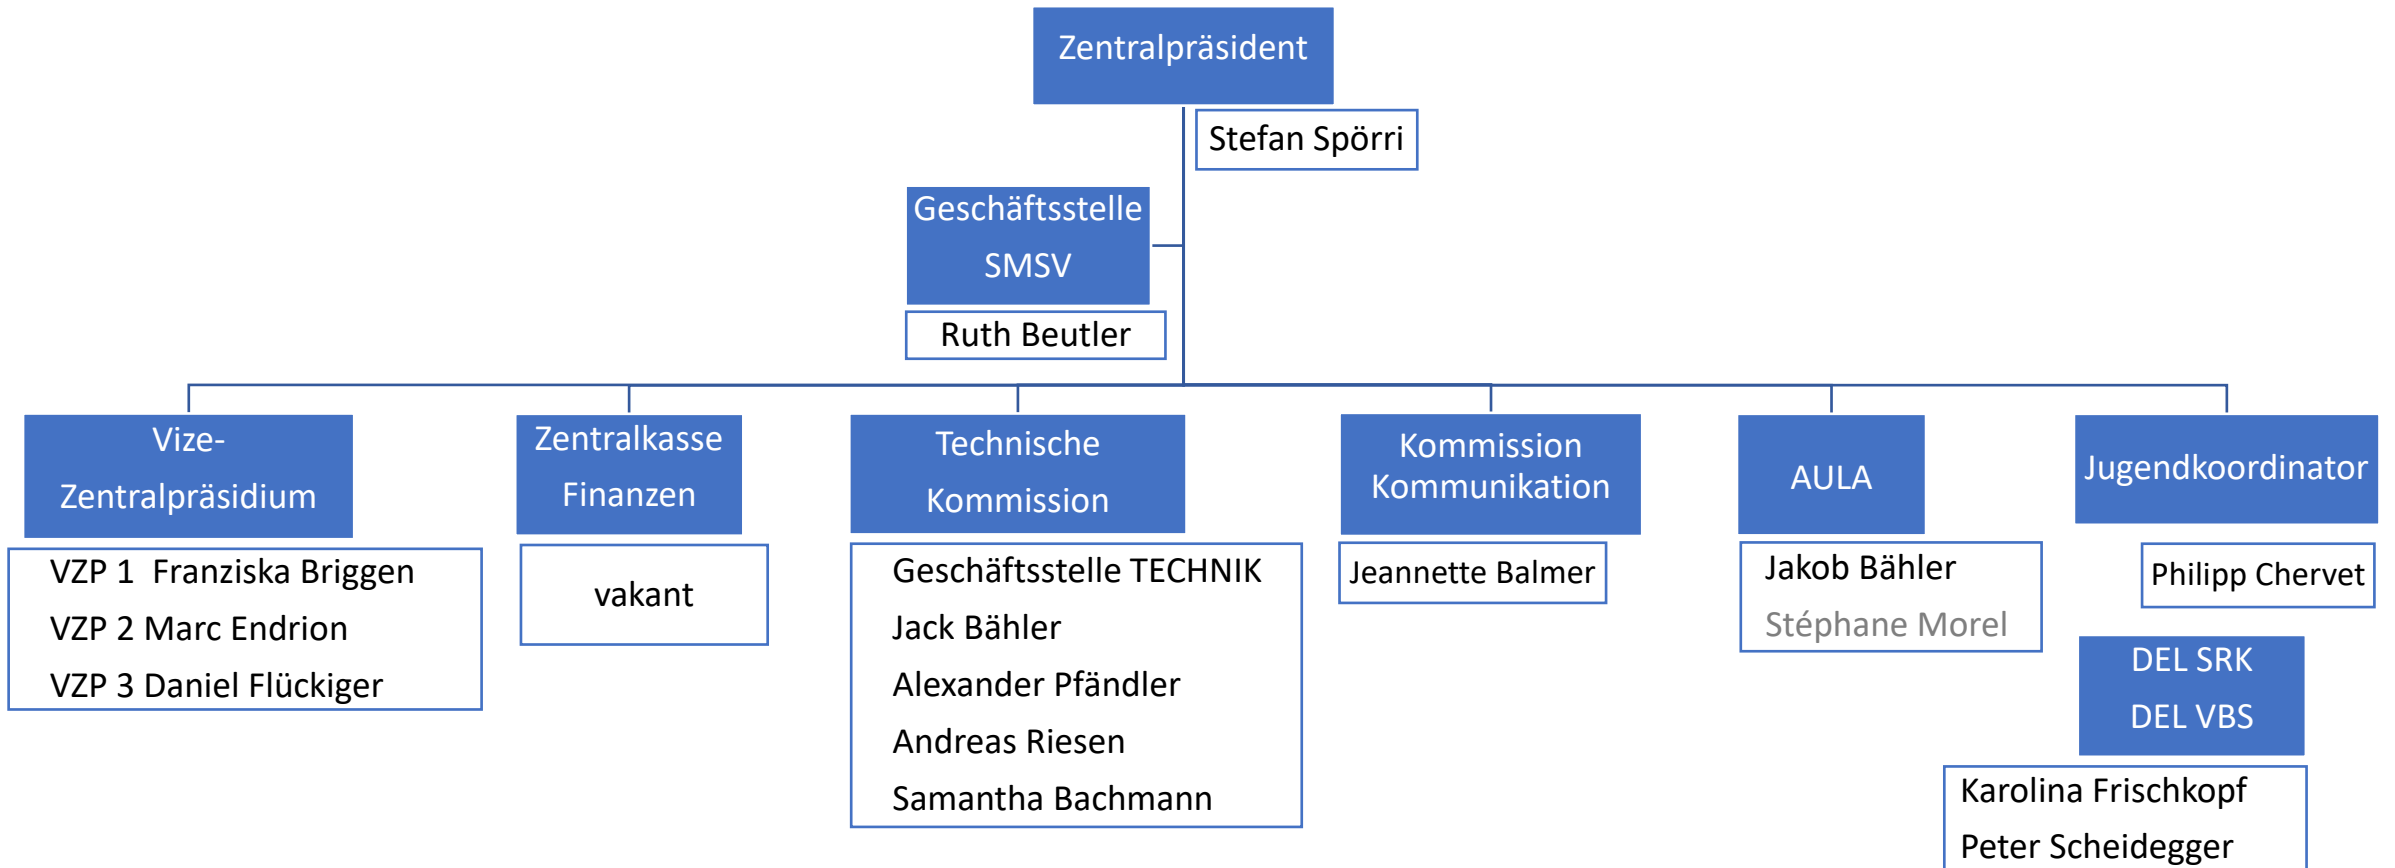 Zentralpräsident
Stefan Spörri
Geschäftsstelle
SMSV
Ruth Beutler
Vize-
Zentralpräsidium
VZP 1  Franziska Briggen
VZP 2 Marc Endrion
VZP 3 Daniel Flückiger
Zentralkasse
Finanzen
vakant
Technische
Kommission
Geschäftsstelle TECHNIK
Jack Bähler
Alexander Pfändler
Andreas Riesen
Samantha Bachmann
Kommission
Kommunikation
Jeannette Balmer
AULA
Jakob Bähler
Stéphane Morel
Jugendkoordinator
Philipp Chervet
DEL SRK
DEL VBS
Karolina Frischkopf
Peter Scheidegger